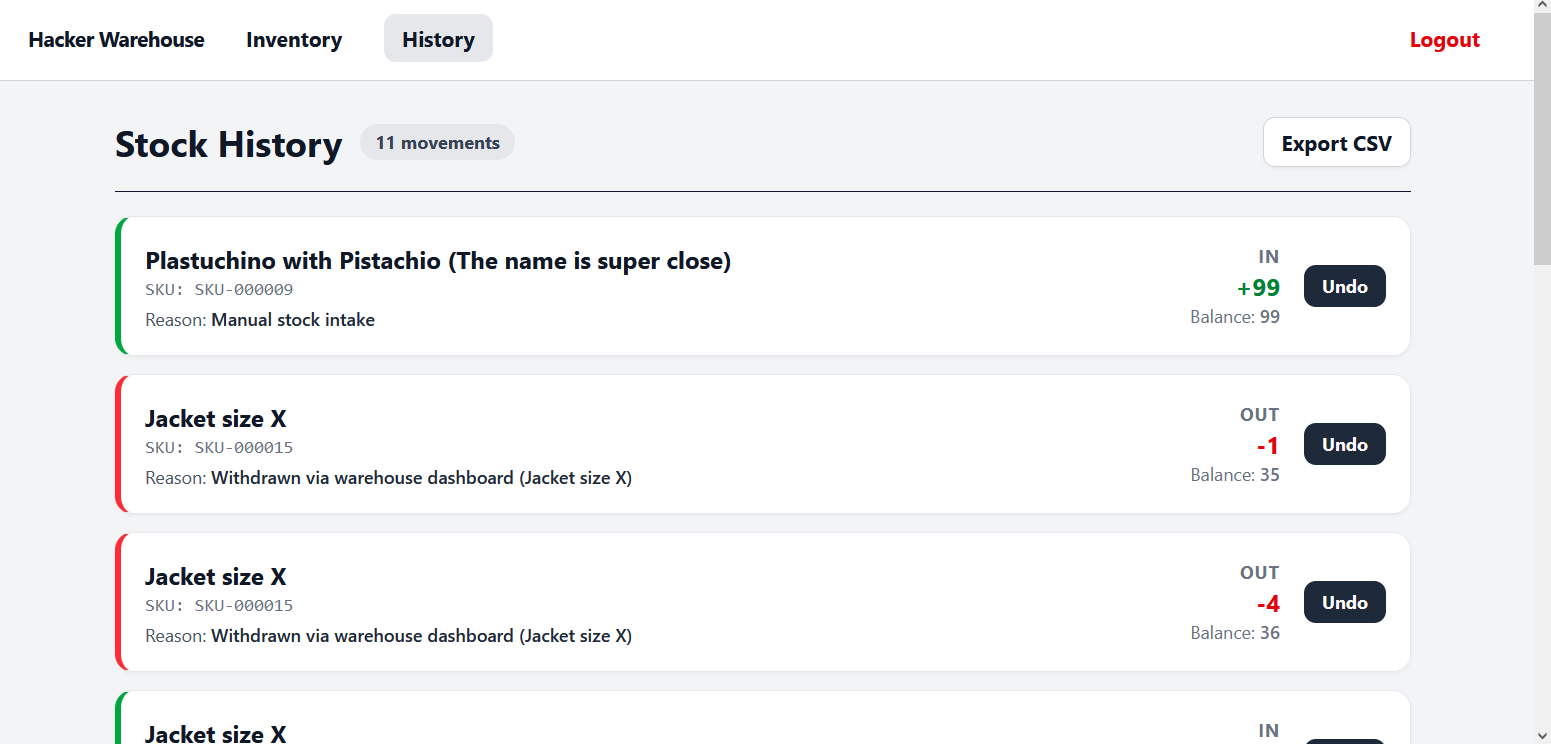 Hacker Warehouse Inventory History Logout
Stock History 11 movements Export CSV
Plastuchino with Pistachio (The name is super close)
SKU: SKU-000009
Reason: Manual stock intake
IN
+99
Balance: 99
Undo
Jacket size X
SKU: SKU-000015
Reason: Withdrawn via warehouse dashboard (Jacket size X)
OUT
-1
Balance: 35
Undo
Jacket size X
SKU: SKU-000015
Reason: Withdrawn via warehouse dashboard (Jacket size X)
OUT
-4
Balance: 36
Undo
Jacket size X
IN